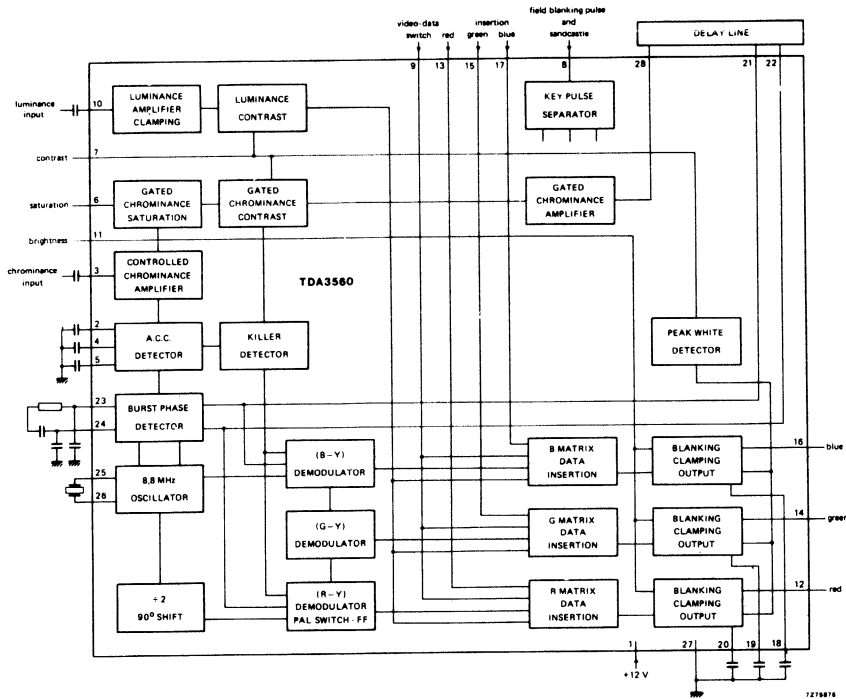 video-data
switch
red
insertion
green
blue
field blanking pulse
and
sandcastle
DELAY LINE
9
13
15
17
8
28
21
22
luminance
input
10
LUMINANCE
AMPLIFIER
CLAMPING
LUMINANCE
CONTRAST
KEY PULSE
SEPARATOR
contrast
7
saturation
6
GATED
CHROMINANCE
SATURATION
GATED
CHROMINANCE
CONTRAST
GATED
CHROMINANCE
AMPLIFIER
brightness
11
chrominance
input
3
CONTROLLED
CHROMINANCE
AMPLIFIER
TDA3560
2
4
5
A.C.C.
DETECTOR
KILLER
DETECTOR
PEAK WHITE
DETECTOR
23
24
BURST PHASE
DETECTOR
25
26
8,8 MHz
OSCILLATOR
(B-Y)
DEMODULATOR
B MATRIX
DATA
INSERTION
BLANKING
CLAMPING
OUTPUT
16
blue
(G-Y)
DEMODULATOR
G MATRIX
DATA
INSERTION
BLANKING
CLAMPING
OUTPUT
14
green
÷ 2
90° SHIFT
(R-Y)
DEMODULATOR
PAL SWITCH - FF
R MATRIX
DATA
INSERTION
BLANKING
CLAMPING
OUTPUT
12
red
1
27
20
19
18
+12 V
7Z75876